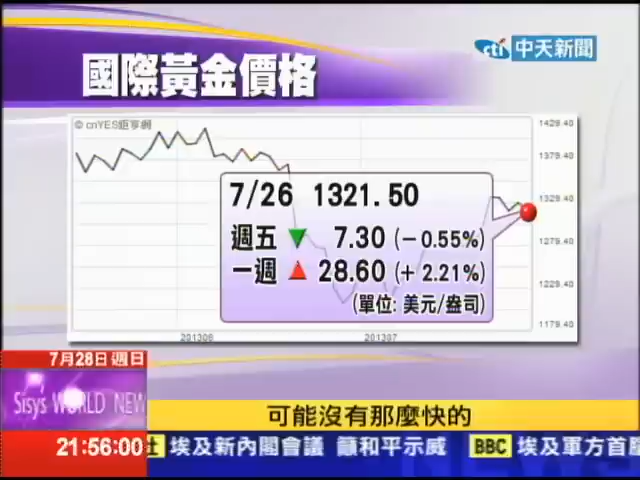 國際黃金價格
cti 中天新聞
© cnYES鉅亨網
1429.40
1379.40
1329.40
1279.40
1229.40
1179.40
7/26 1321.50
週五 ▼ 7.30 (－0.55%)
一週 ▲ 28.60 (+2.21%)
(單位: 美元/盎司)
201306
201307
7月28日週日
Sisys WORLD NEW
可能沒有那麼快的
21:56:00
社 埃及新內閣會議 籲和平示威 BBC 埃及軍方首度